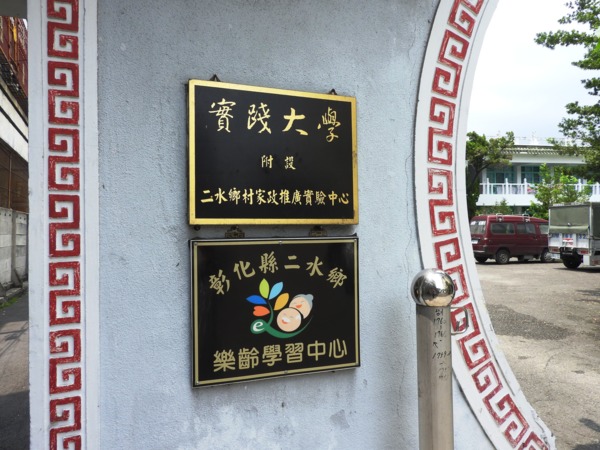 實踐大學
附設
二水鄉村家政推廣實驗中心
彰化縣二水鄉
e
樂齡學習中心